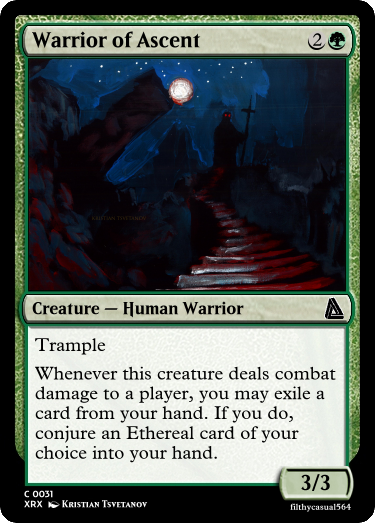 Warrior of Ascent 2
KRISTIAN TSVETANOV
Creature — Human Warrior
Trample
Whenever this creature deals combat
damage to a player, you may exile a
card from your hand. If you do,
conjure an Ethereal card of your
choice into your hand.
3/3
C 0031
XRX Kristian Tsvetanov
filthycasual564